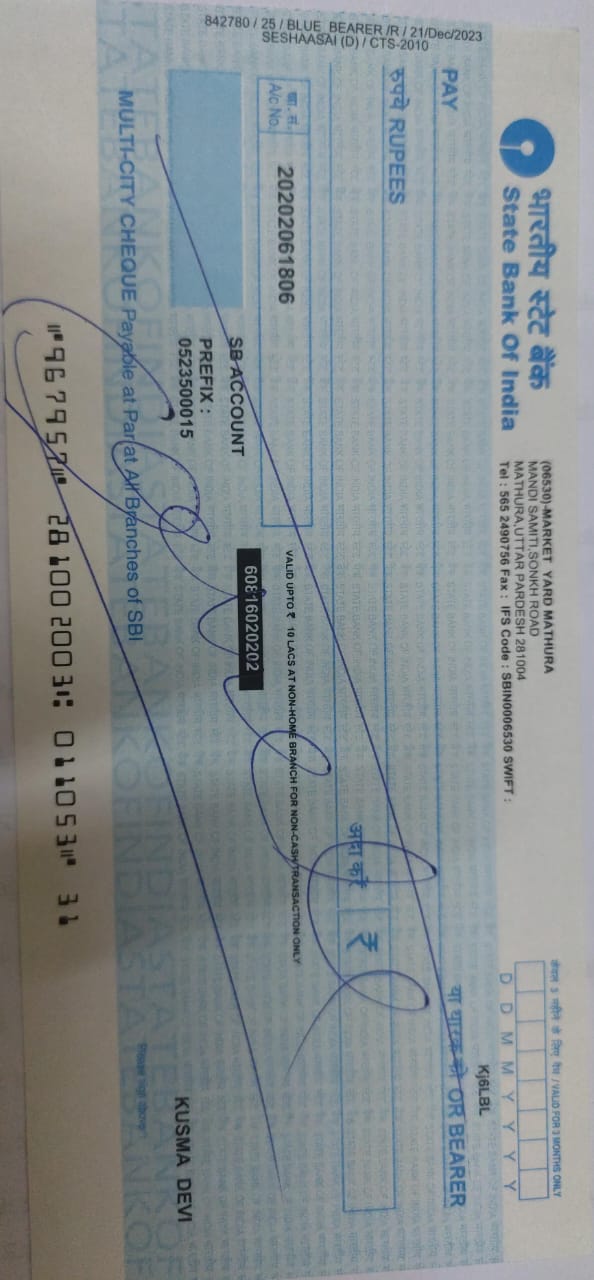 842780 / 25 / BLUE BEARER /R / 21/Dec/2023
SESHAASAI (D) / CTS-2010
भारतीय स्टेट बैंक
State Bank Of India
(06530)-MARKET YARD MATHURA
MANDI SAMITI,SONKH ROAD
MATHURA,UTTAR PARDESH 281004
Tel : 565 2490756 Fax : IFS Code : SBIN0006530 SWIFT :
केवल 3 महीने के लिए वैध / VALID FOR 3 MONTHS ONLY
D D M M Y Y Y Y
Kj6LBL
PAY
या धारक को OR BEARER
रुपये RUPEES
अदा करें ₹
खा. सं.
A/c No.
20202061806
VALID UPTO ₹ 10 LACS AT NON-HOME BRANCH FOR NON-CASH TRANSACTION ONLY
SB ACCOUNT
60816020202
PREFIX :
0523500015
KUSMA DEVI
Please sign above
MULTI-CITY CHEQUE Payable at Par at All Branches of SBI
⑈967957⑈ 281002003⑆ 011053⑈ 31